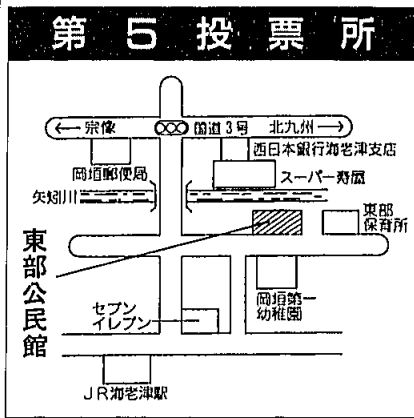 第5投票所
← 宗像
国道3号
北九州 →
岡垣郵便局
西日本銀行海老津支店
スーパー寿屋
矢矧川
東部
保育所
東部公民館
岡垣第一
幼稚園
セブン
イレブン
JR海老津駅